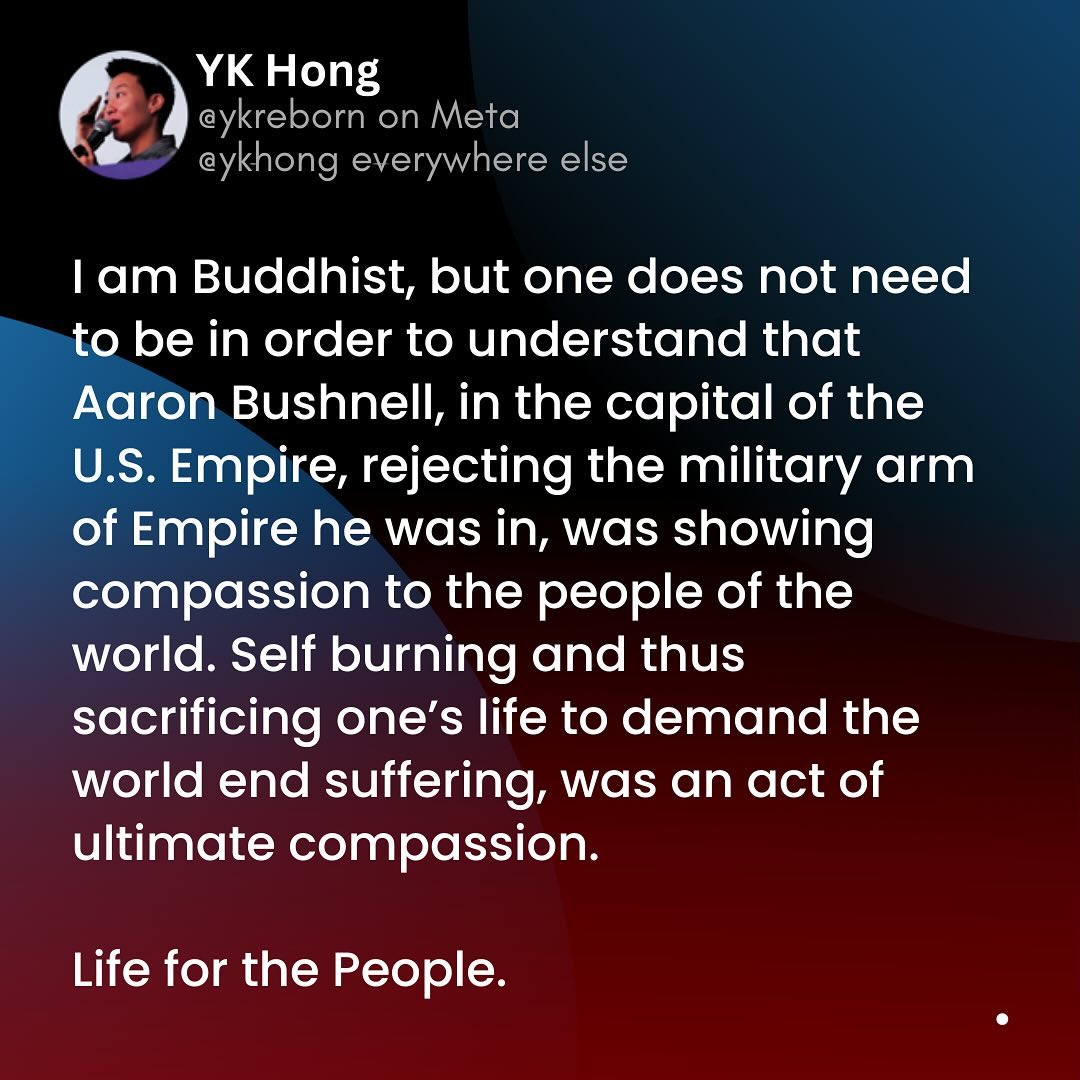 YK Hong
@ykreborn on Meta
@ykhong everywhere else
I am Buddhist, but one does not need
to be in order to understand that
Aaron Bushnell, in the capital of the
U.S. Empire, rejecting the military arm
of Empire he was in, was showing
compassion to the people of the
world. Self burning and thus
sacrificing one’s life to demand the
world end suffering, was an act of
ultimate compassion.
Life for the People.